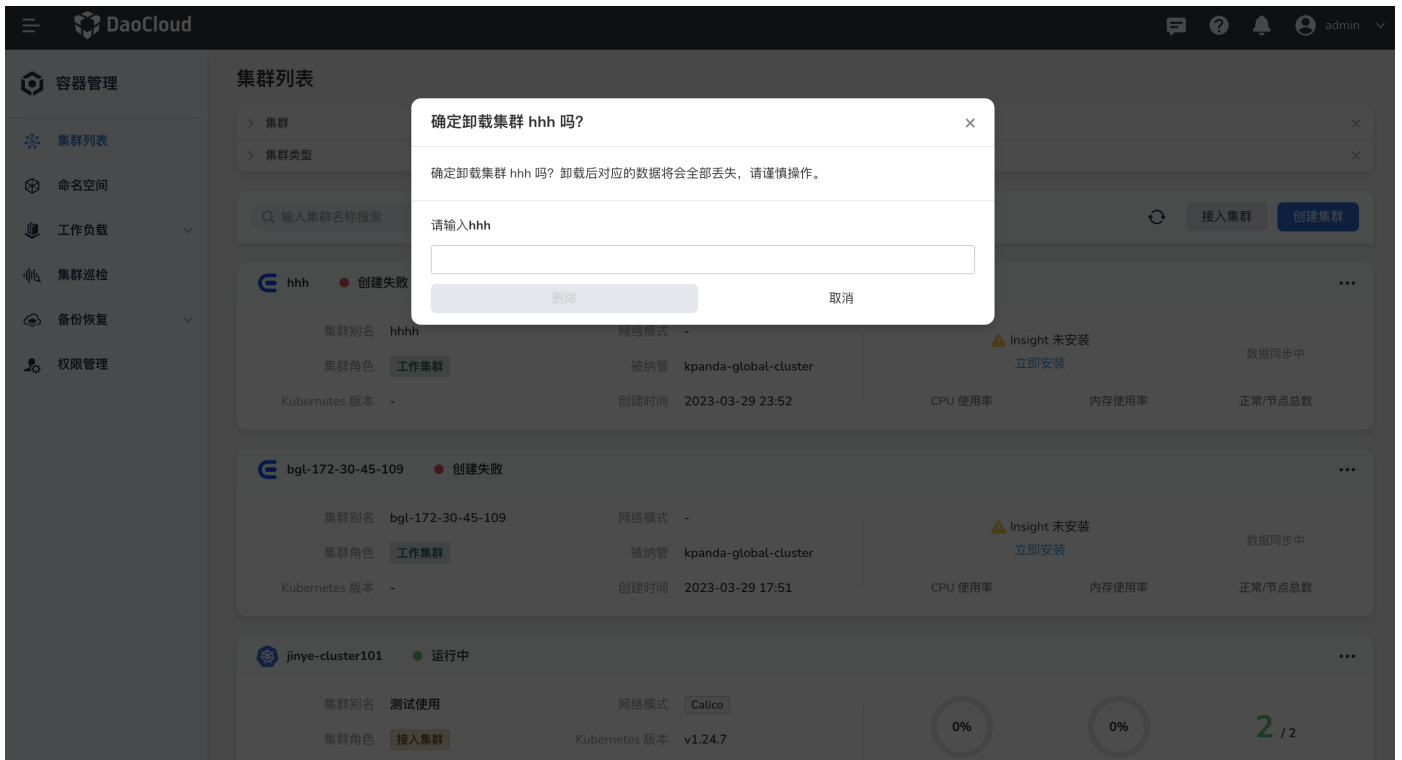 DaoCloud
admin
容器管理
集群列表
命名空间
工作负载
集群巡检
备份恢复
权限管理
集群列表
集群
集群类型
输入集群名称搜索
接入集群
创建集群
确定卸载集群 hhh 吗?
确定卸载集群 hhh 吗？卸载后对应的数据将会全部丢失，请谨慎操作。
请输入hhh
删除
取消
hhh 创建失败
集群别名 hhhh 网络模式 -
Insight 未安装
立即安装
数据同步中
集群角色 工作集群 被纳管 kpanda-global-cluster
Kubernetes 版本 - 创建时间 2023-03-29 23:52
CPU 使用率 内存使用率 正常/节点总数
bgl-172-30-45-109 创建失败
集群别名 bgl-172-30-45-109 网络模式 -
Insight 未安装
立即安装
数据同步中
集群角色 工作集群 被纳管 kpanda-global-cluster
Kubernetes 版本 - 创建时间 2023-03-29 17:51
CPU 使用率 内存使用率 正常/节点总数
jinye-cluster101 运行中
集群别名 测试使用 网络模式 Calico
集群角色 接入集群 Kubernetes 版本 v1.24.7
0% 0% 2 / 2